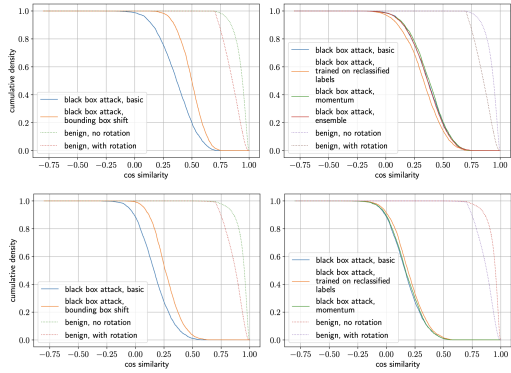 1.0
0.8
0.6
0.4
0.2
0.0
cumulative density
black box attack, basic
black box attack,
bounding box shift
benign, no rotation
benign, with rotation
−0.75 −0.50 −0.25 0.00 0.25 0.50 0.75 1.00
cos similarity
1.0
0.8
0.6
0.4
0.2
0.0
black box attack, basic
black box attack,
trained on reclassified
labels
black box attack,
momentum
black box attack,
ensemble
benign, no rotation
benign, with rotation
−0.75 −0.50 −0.25 0.00 0.25 0.50 0.75 1.00
cos similarity
1.0
0.8
0.6
0.4
0.2
0.0
cumulative density
black box attack, basic
black box attack,
bounding box shift
benign, no rotation
benign, with rotation
−0.75 −0.50 −0.25 0.00 0.25 0.50 0.75 1.00
cos similarity
1.0
0.8
0.6
0.4
0.2
0.0
black box attack, basic
black box attack,
trained on reclassified
labels
black box attack,
momentum
benign, no rotation
benign, with rotation
−0.75 −0.50 −0.25 0.00 0.25 0.50 0.75 1.00
cos similarity